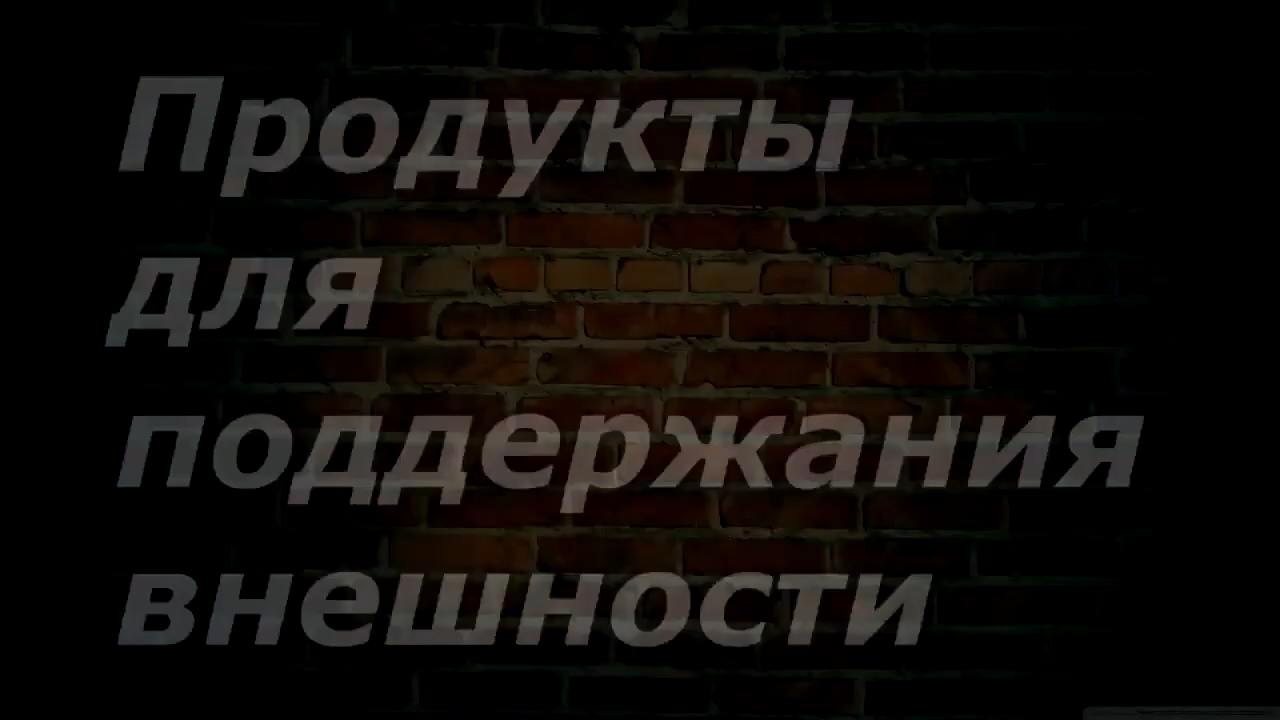 Продукты
для
поддержания
внешности